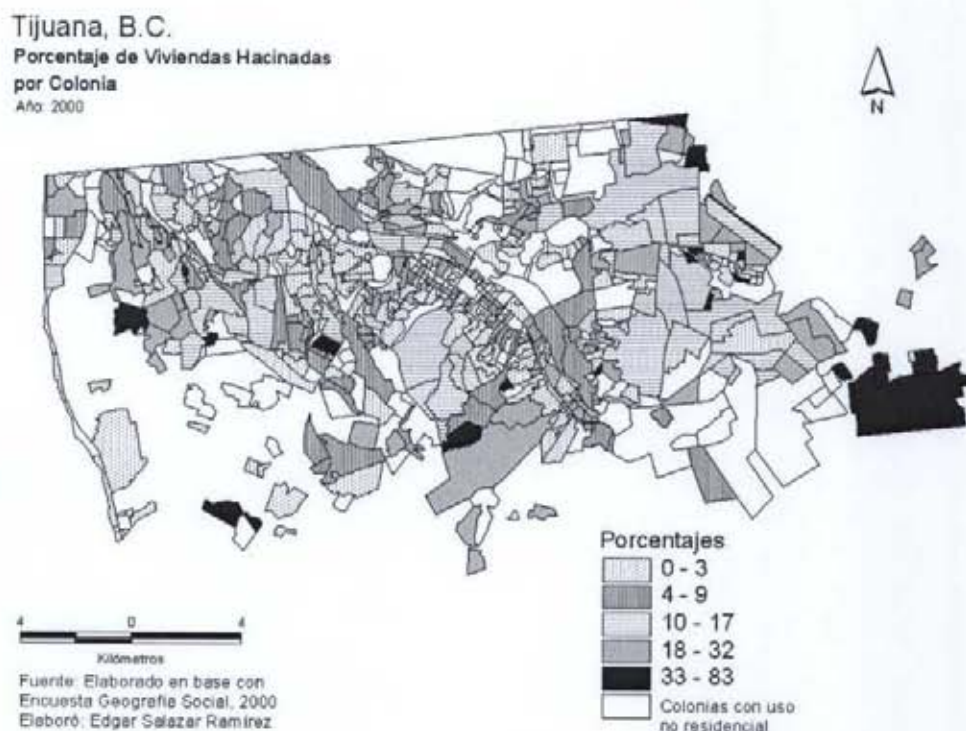 Tijuana, B.C.
Porcentaje de Viviendas Hacinadas
por Colonia
Año: 2000
N
Porcentajes
0 - 3
4 - 9
10 - 17
18 - 32
33 - 83
Colonias con uso
no residencial
4 0 4
Kilómetros
Fuente: Elaborado en base con
Encuesta Geografía Social, 2000
Elaboró: Edgar Salazar Ramírez